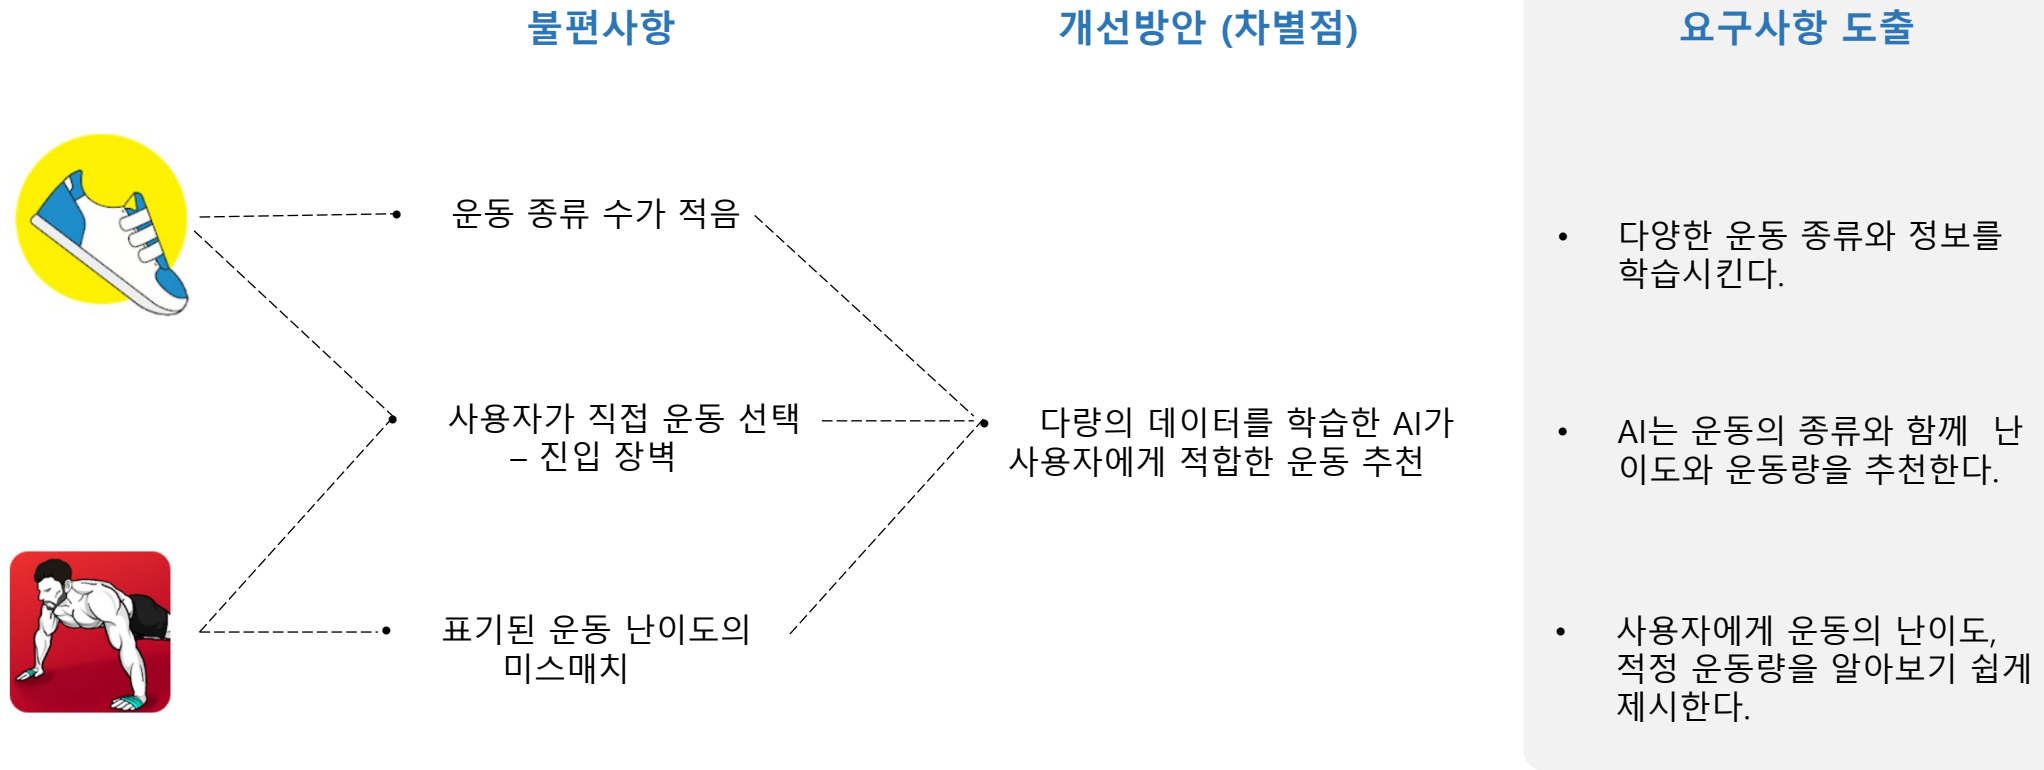 불편사항
개선방안 (차별점)
요구사항 도출
운동 종류 수가 적음
사용자가 직접 운동 선택
– 진입 장벽
표기된 운동 난이도의
미스매치
다량의 데이터를 학습한 AI가
사용자에게 적합한 운동 추천
• 다양한 운동 종류와 정보를
학습시킨다.
• AI는 운동의 종류와 함께 난
이도와 운동량을 추천한다.
• 사용자에게 운동의 난이도,
적정 운동량을 알아보기 쉽게
제시한다.